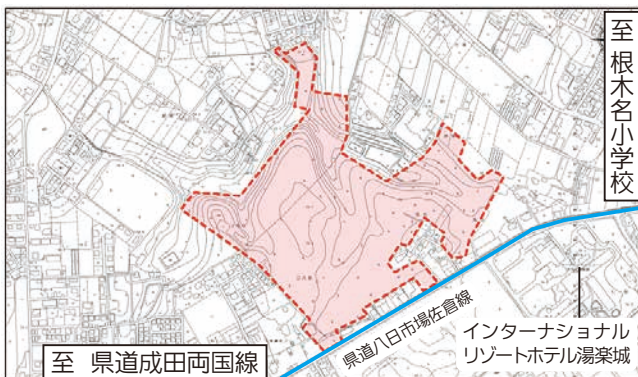 至 根木名小学校
県道八日市場佐倉線
インターナショナル
リゾートホテル湯楽城
至 県道成田両国線